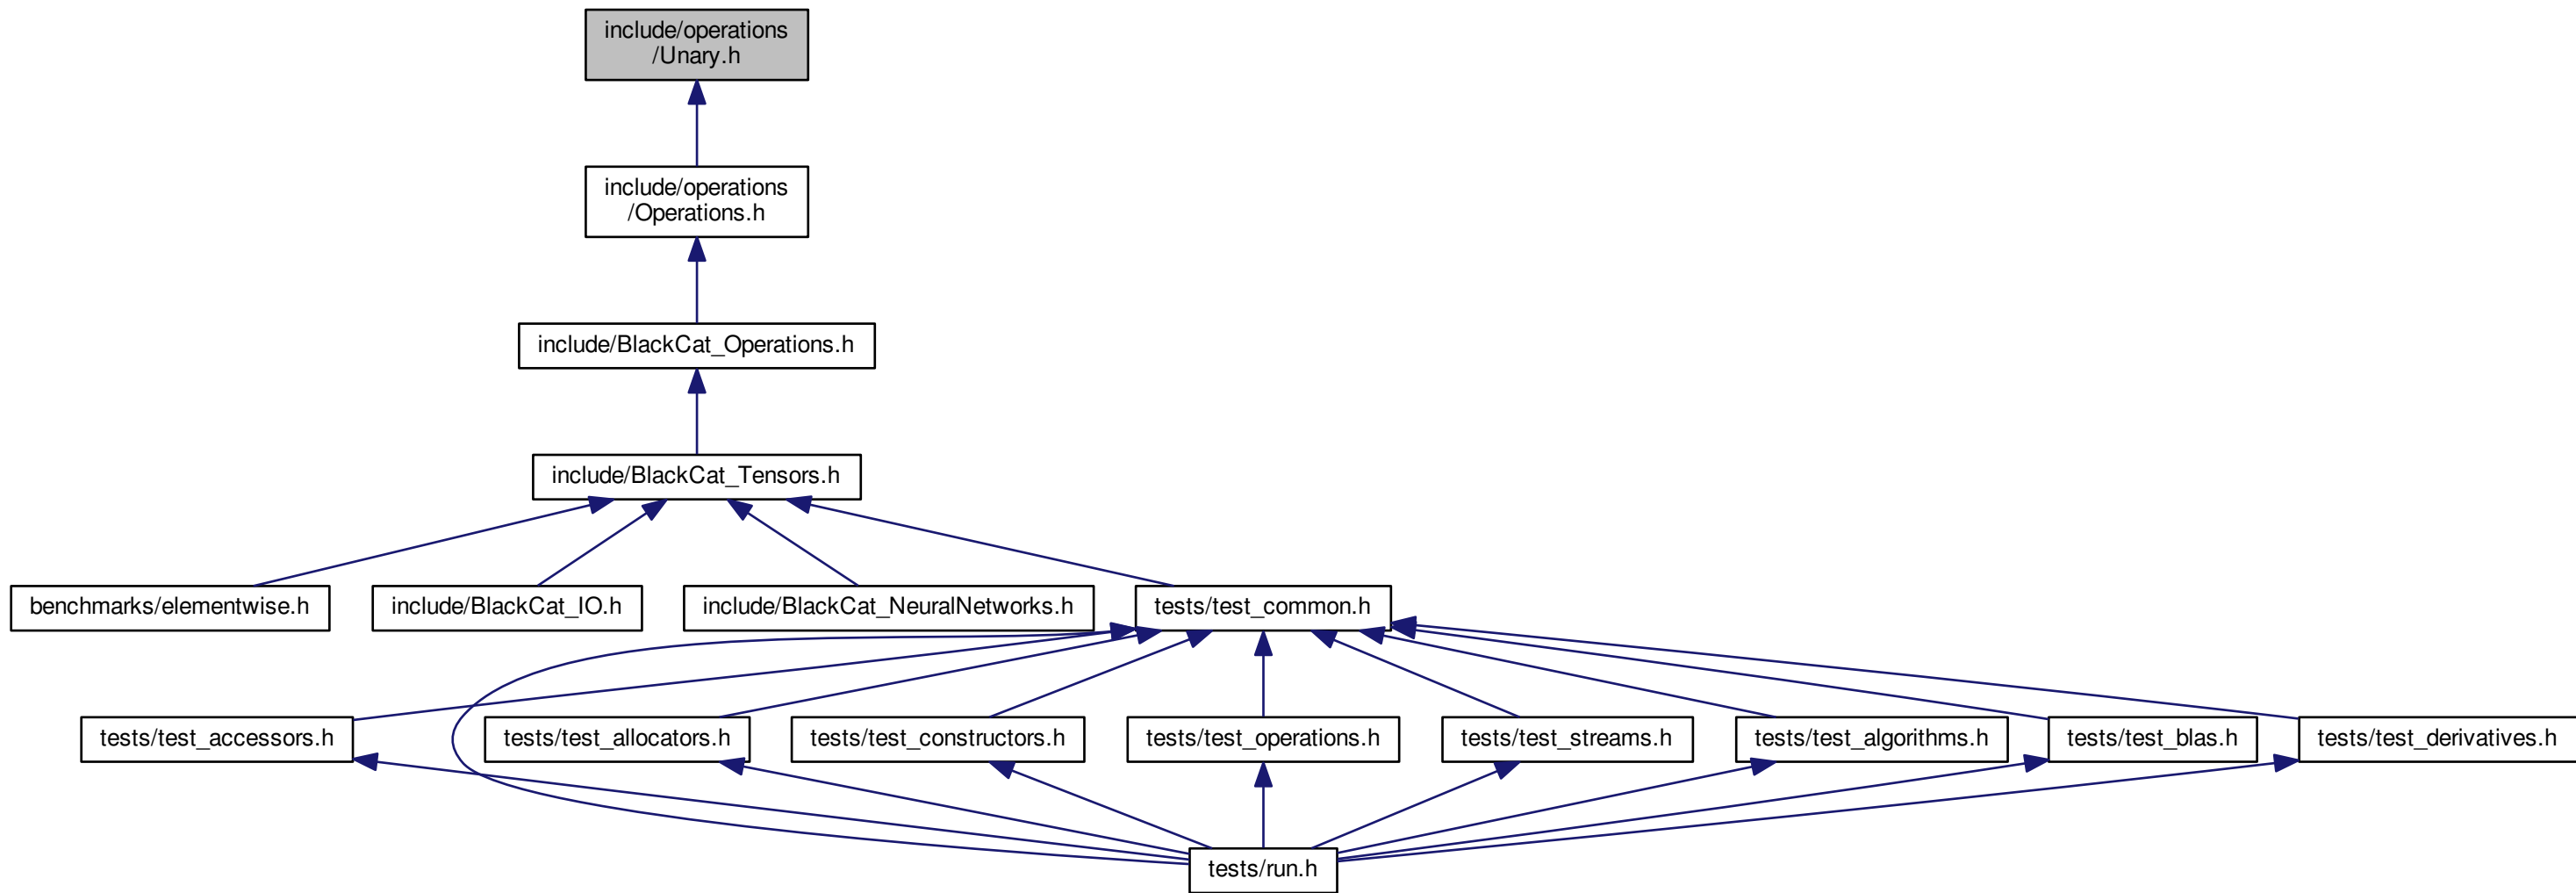 include/operations
/Unary.h
include/operations
/Operations.h
include/BlackCat_Operations.h
include/BlackCat_Tensors.h
benchmarks/elementwise.h
include/BlackCat_IO.h
include/BlackCat_NeuralNetworks.h
tests/test_common.h
tests/test_accessors.h
tests/test_allocators.h
tests/test_constructors.h
tests/test_operations.h
tests/test_streams.h
tests/test_algorithms.h
tests/test_blas.h
tests/test_derivatives.h
tests/run.h